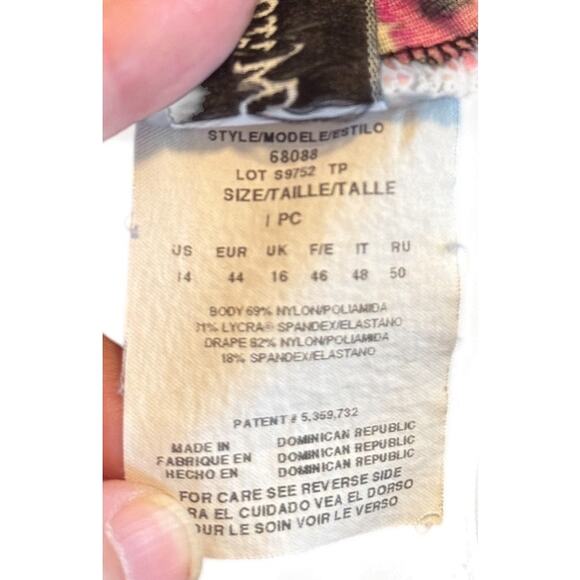 STYLE/MODELE/ESTILO
68088
LOT S9752 TP
SIZE/TAILLE/TALLE
1 PC
US EUR UK F/E IT RU
14 44 16 46 48 50
BODY 69% NYLON/POLIAMIDA
31% LYCRA® SPANDEX/ELASTANO
DRAPE 82% NYLON/POLIAMIDA
18% SPANDEX/ELASTANO
PATENT # 5,359,732
MADE IN DOMINICAN REPUBLIC
FABRIQUE EN DOMINICAN REPUBLIC
HECHO EN DOMINICAN REPUBLIC
FOR CARE SEE REVERSE SIDE
RA EL CUIDADO VEA EL DORSO
OUR LE SOIN VOIR LE VERSO